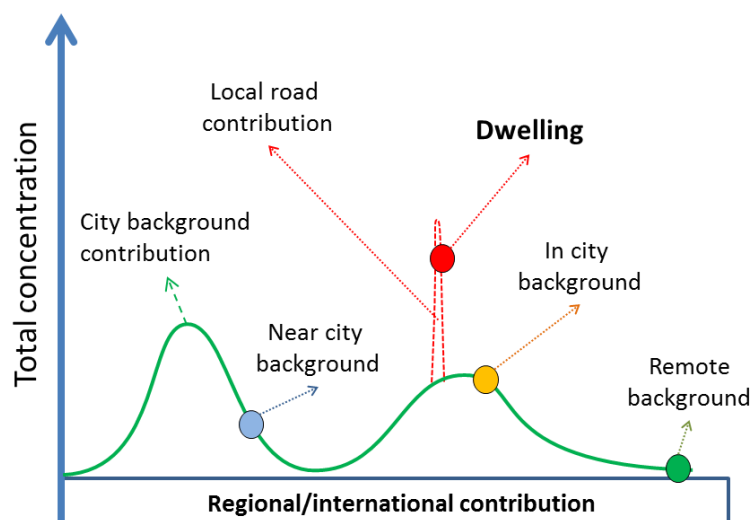 Local road
contribution
Dwelling
City background
contribution
In city
background
Near city
background
Remote
background
Total concentration
Regional/international contribution